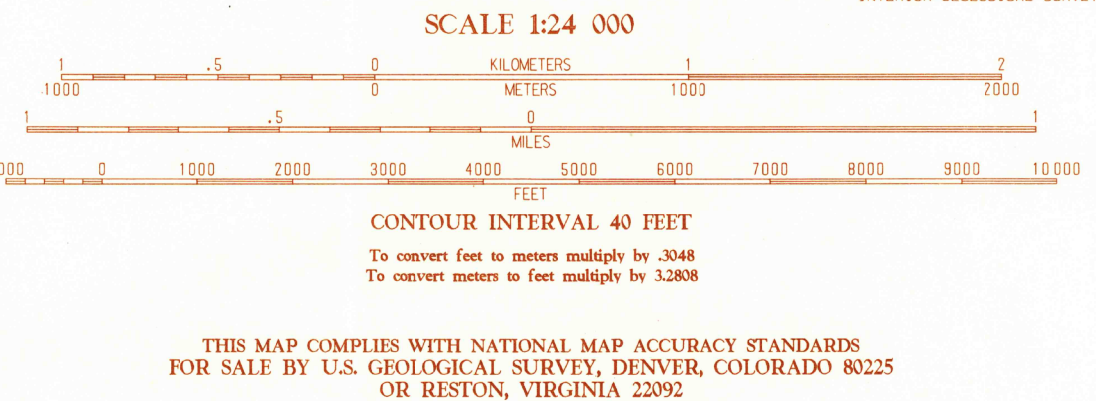 SCALE 1:24 000
1 .5 0 KILOMETERS 1 2
1000 0 METERS 1000 2000
1 .5 0 1
MILES
0 1000 2000 3000 4000 5000 6000 7000 8000 9000 10 000
FEET
CONTOUR INTERVAL 40 FEET
To convert feet to meters multiply by .3048
To convert meters to feet multiply by 3.2808
THIS MAP COMPLIES WITH NATIONAL MAP ACCURACY STANDARDS
FOR SALE BY U.S. GEOLOGICAL SURVEY, DENVER, COLORADO 80225
OR RESTON, VIRGINIA 22092